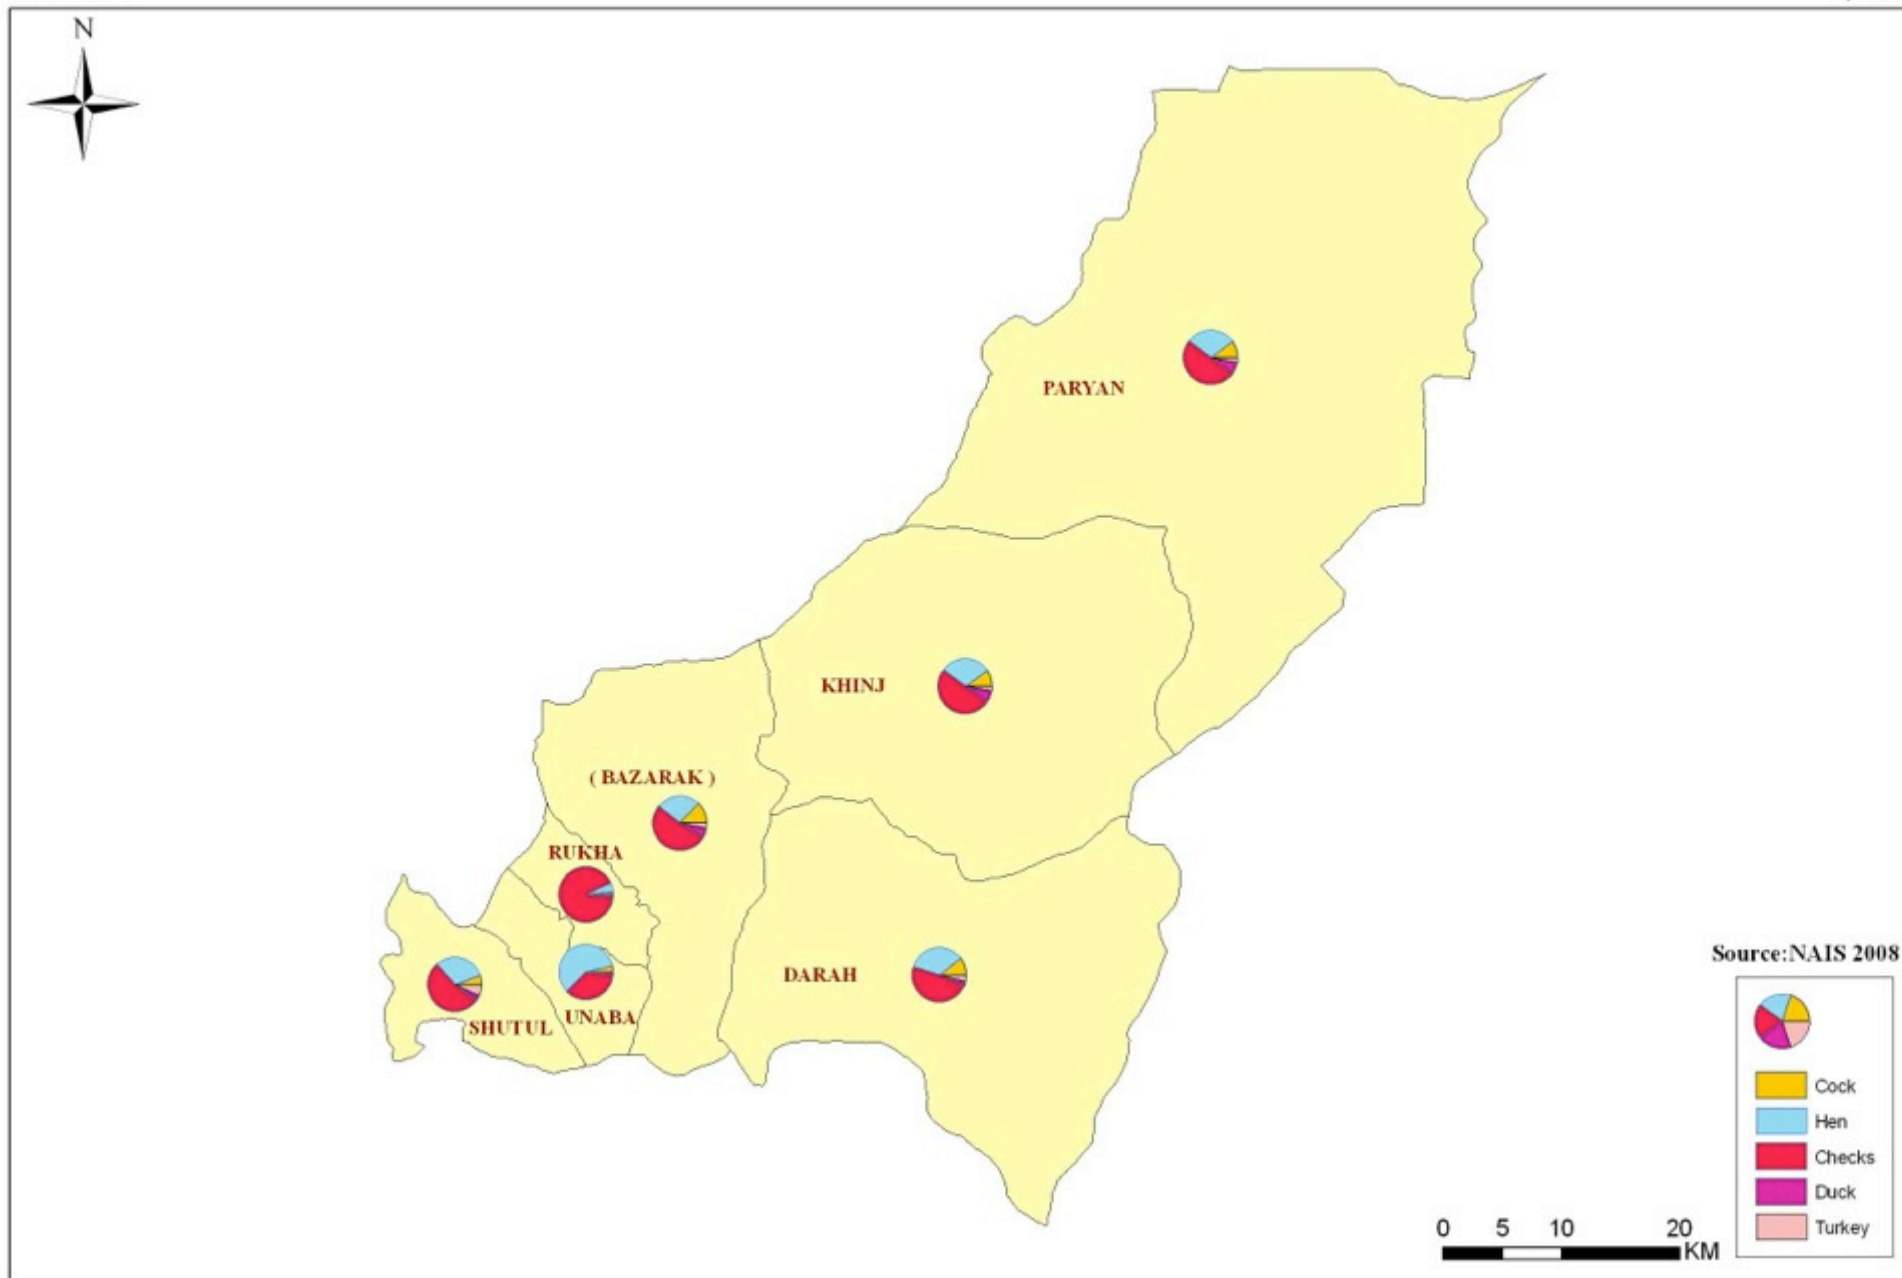 N
PARYAN
KHINJ
( BAZARAK )
RUKHA
DARAH
SHUTUL
UNABA
Source:NAIS 2008
Cock
Hen
Checks
Duck
Turkey
0 5 10 20
KM